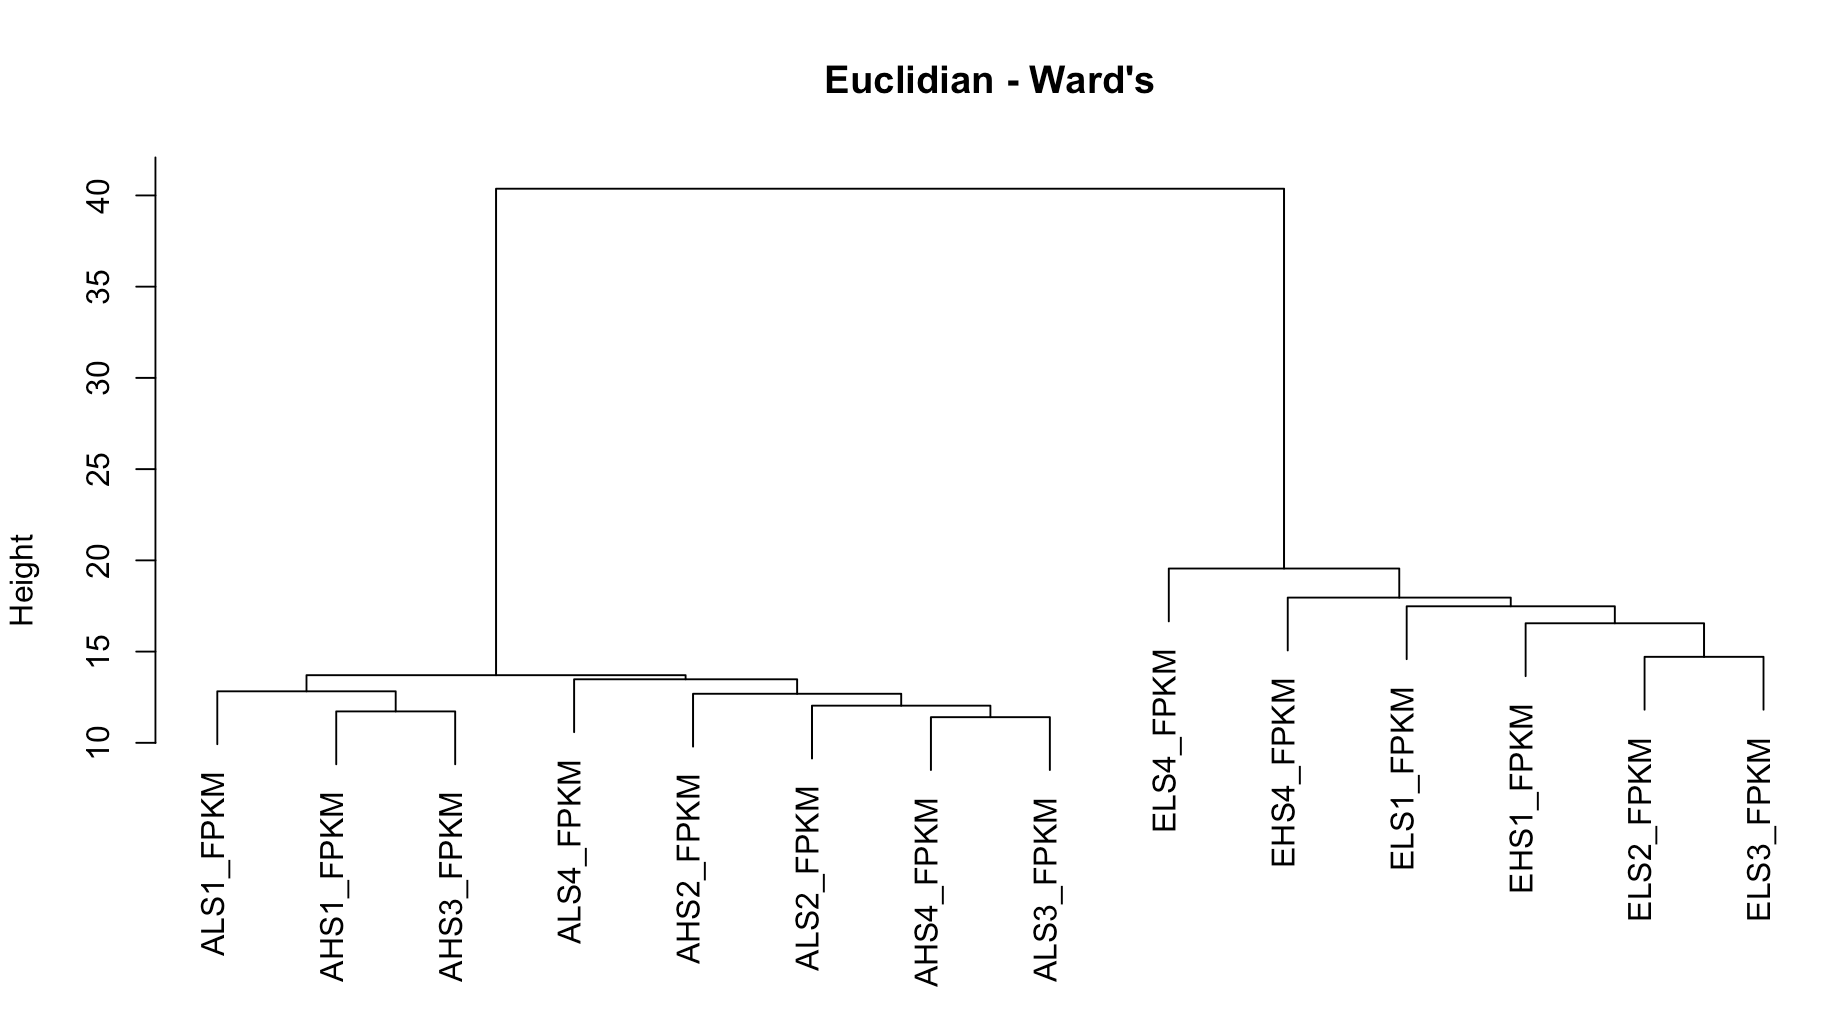 Euclidian - Ward's
Height
40
35
30
25
20
15
10
ALS1_FPKM
AHS1_FPKM
AHS3_FPKM
ALS4_FPKM
AHS2_FPKM
ALS2_FPKM
AHS4_FPKM
ALS3_FPKM
ELS4_FPKM
EHS4_FPKM
ELS1_FPKM
EHS1_FPKM
ELS2_FPKM
ELS3_FPKM